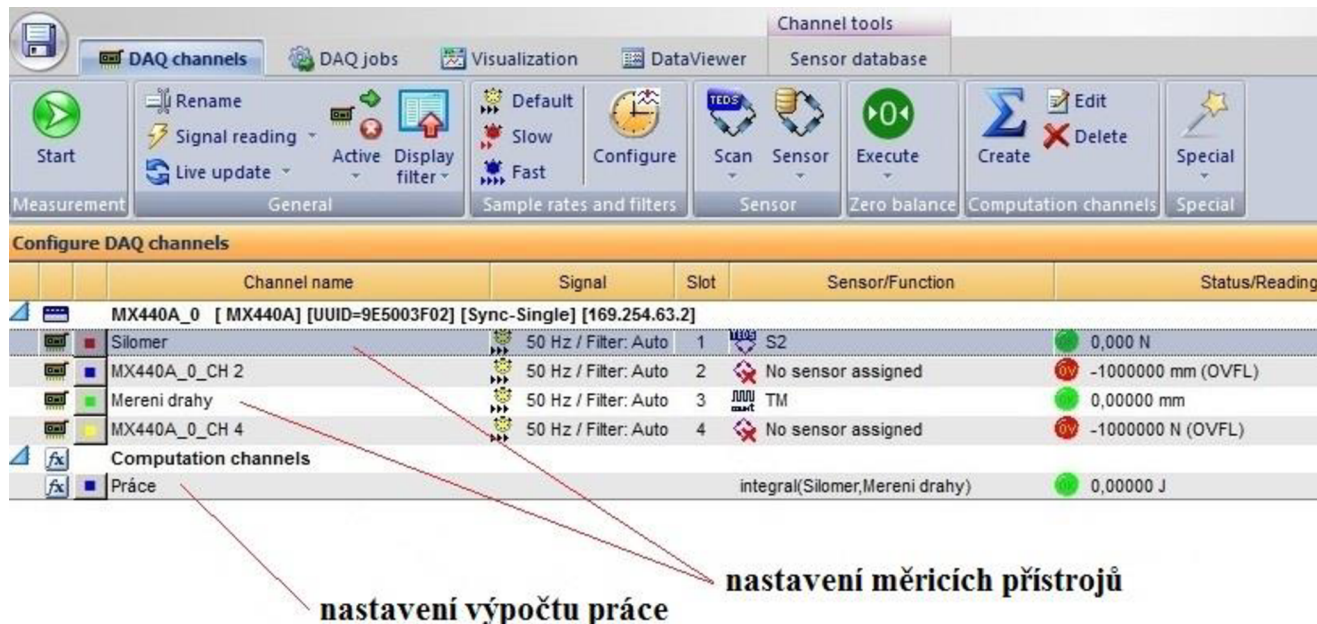 Channel tools
DAQ channels DAQ jobs Visualization DataViewer Sensor database
Rename Default Edit
Signal reading Slow Delete
Start Active Display filter Configure Scan Sensor Execute Create Special
Live update Fast
Measurement General Sample rates and filters Sensor Zero balance Computation channels Special
Configure DAQ channels
Channel name Signal Slot Sensor/Function Status/Reading
MX440A_0 [ MX440A] [UUID=9E5003F02] [Sync-Single] [169.254.63.2]
Silomer 50 Hz / Filter: Auto 1 TEDS S2 0,000 N
MX440A_0_CH 2 50 Hz / Filter: Auto 2 No sensor assigned OV -1000000 mm (OVFL)
Mereni drahy 50 Hz / Filter: Auto 3 count TM 0,00000 mm
MX440A_0_CH 4 50 Hz / Filter: Auto 4 No sensor assigned OV -1000000 N (OVFL)
fx Computation channels
fx Práce integral(Silomer,Mereni drahy) 0,00000 J
nastavení měricích přístrojů
nastavení výpočtu práce